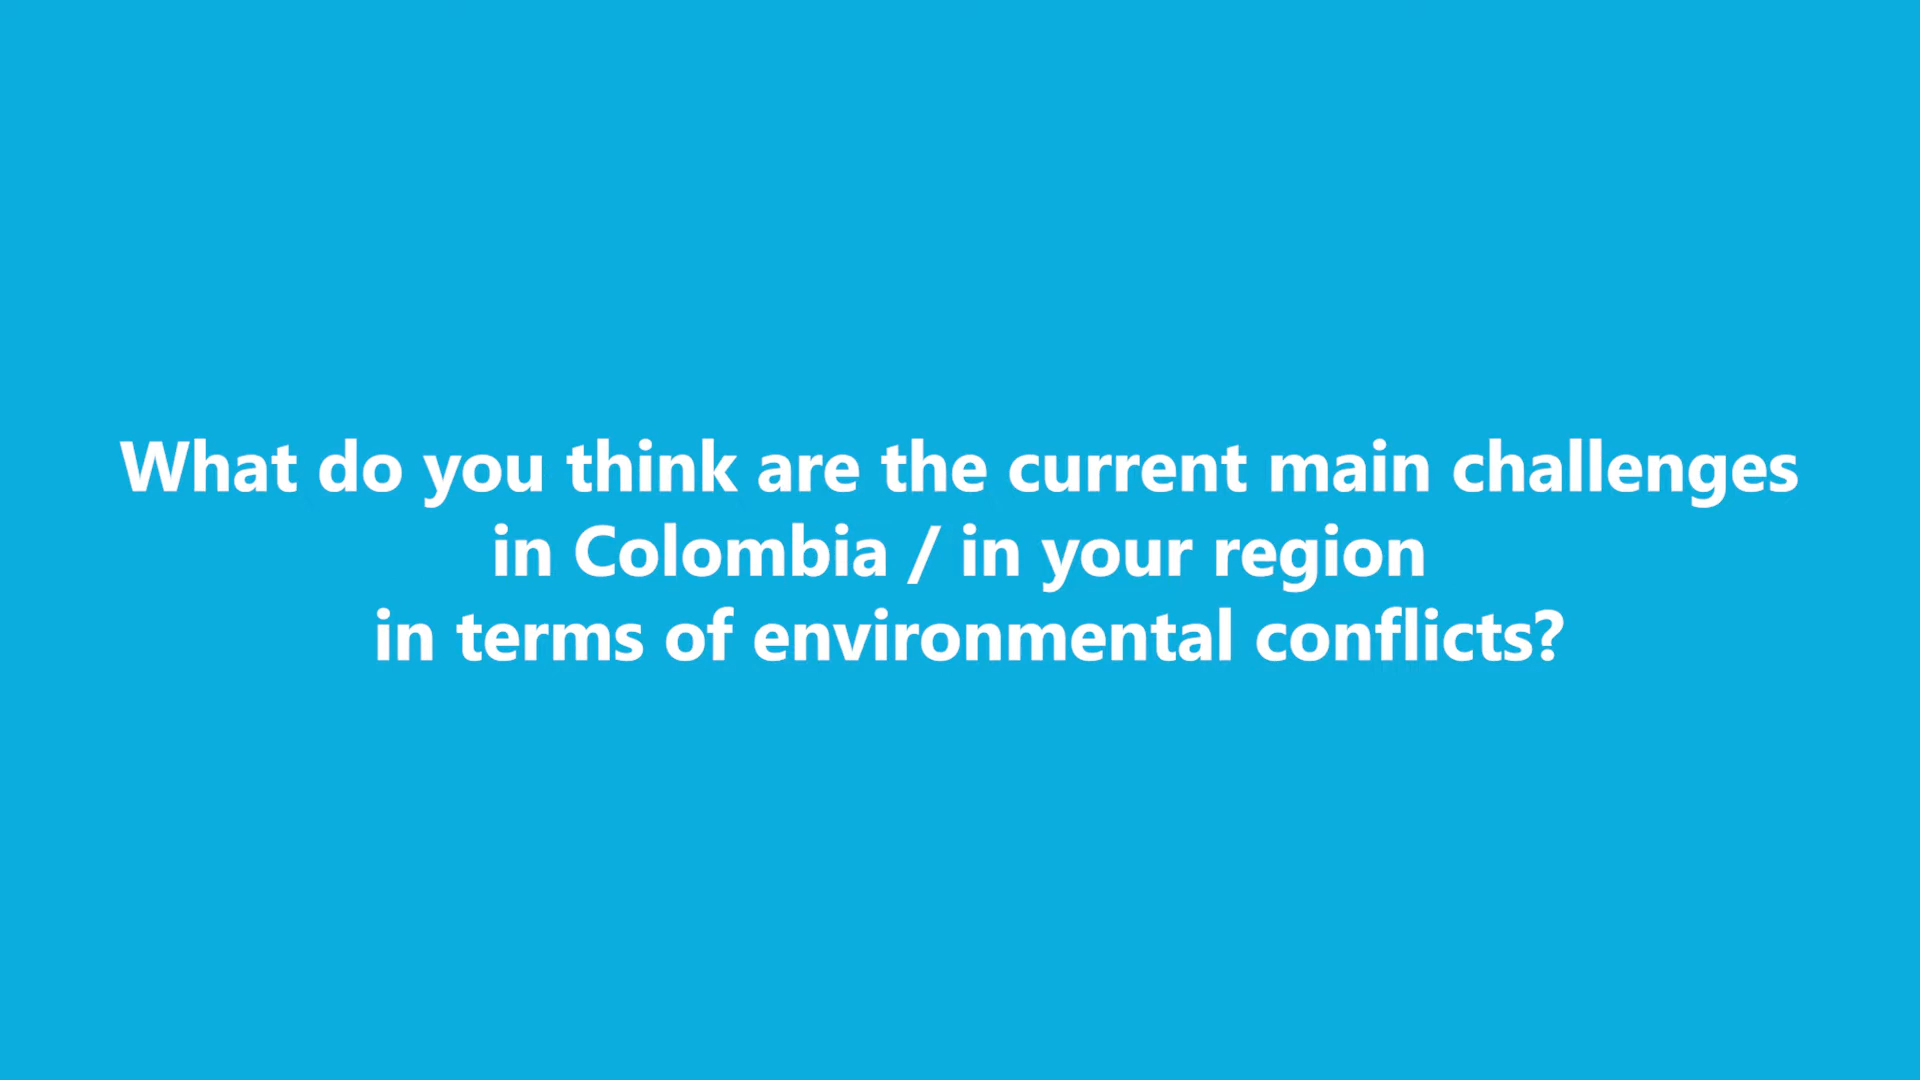 What do you think are the current main challenges
in Colombia / in your region
in terms of environmental conflicts?